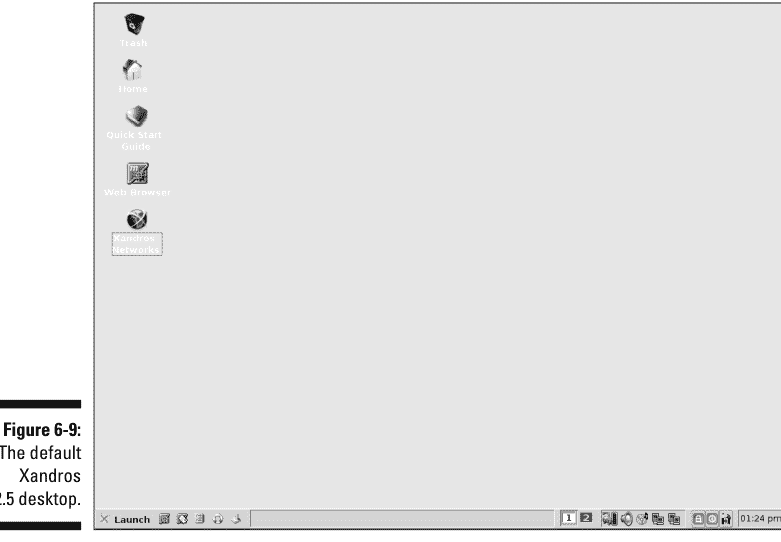 Trash
Home
Quick Start
Guide
Web Browser
Xandros
Networks
Figure 6-9:
The default
Xandros
2.5 desktop.
Launch
1
2
01:24 pm